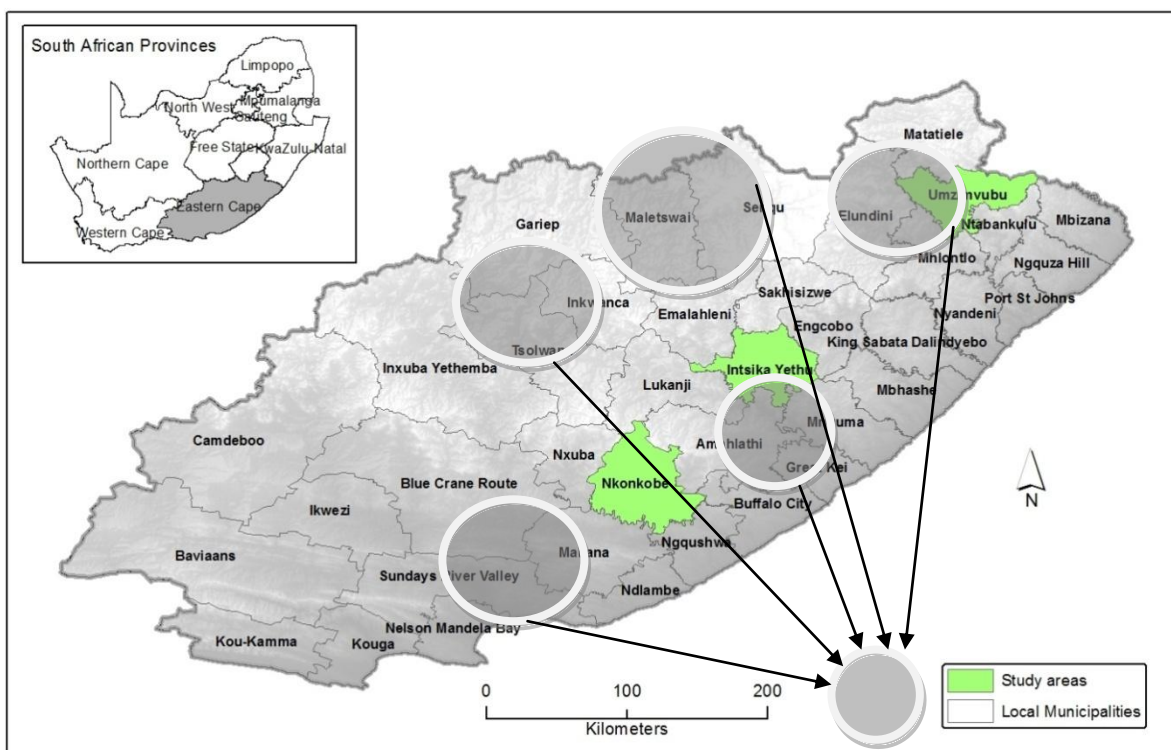 South African Provinces
Limpopo
North West
Mpumalanga
Gauteng
Free State
KwaZulu-Natal
Northern Cape
Eastern Cape
Western Cape
Matatiele
Umzimvubu
Maletswai
Senqu
Elundini
Mbizana
Gariep
Ntabankulu
Mhlontlo
Ngquza Hill
Sakhisizwe
Port St Johns
Inkwanca
Emalahleni
Nyandeni
Engcobo
King Sabata Dalindyebo
Tsolwana
Inxuba Yethemba
Intsika Yethu
Lukanji
Mbhashe
Mnquma
Camdeboo
Amahlathi
Nxuba
Great Kei
Blue Crane Route
Nkonkobe
Buffalo City
Ikwezi
N
Ngqushwa
Baviaans
Makana
Sundays River Valley
Ndlambe
Nelson Mandela Bay
Kou-Kamma
Kouga
0 100 200
Kilometers
Study areas
Local Municipalities